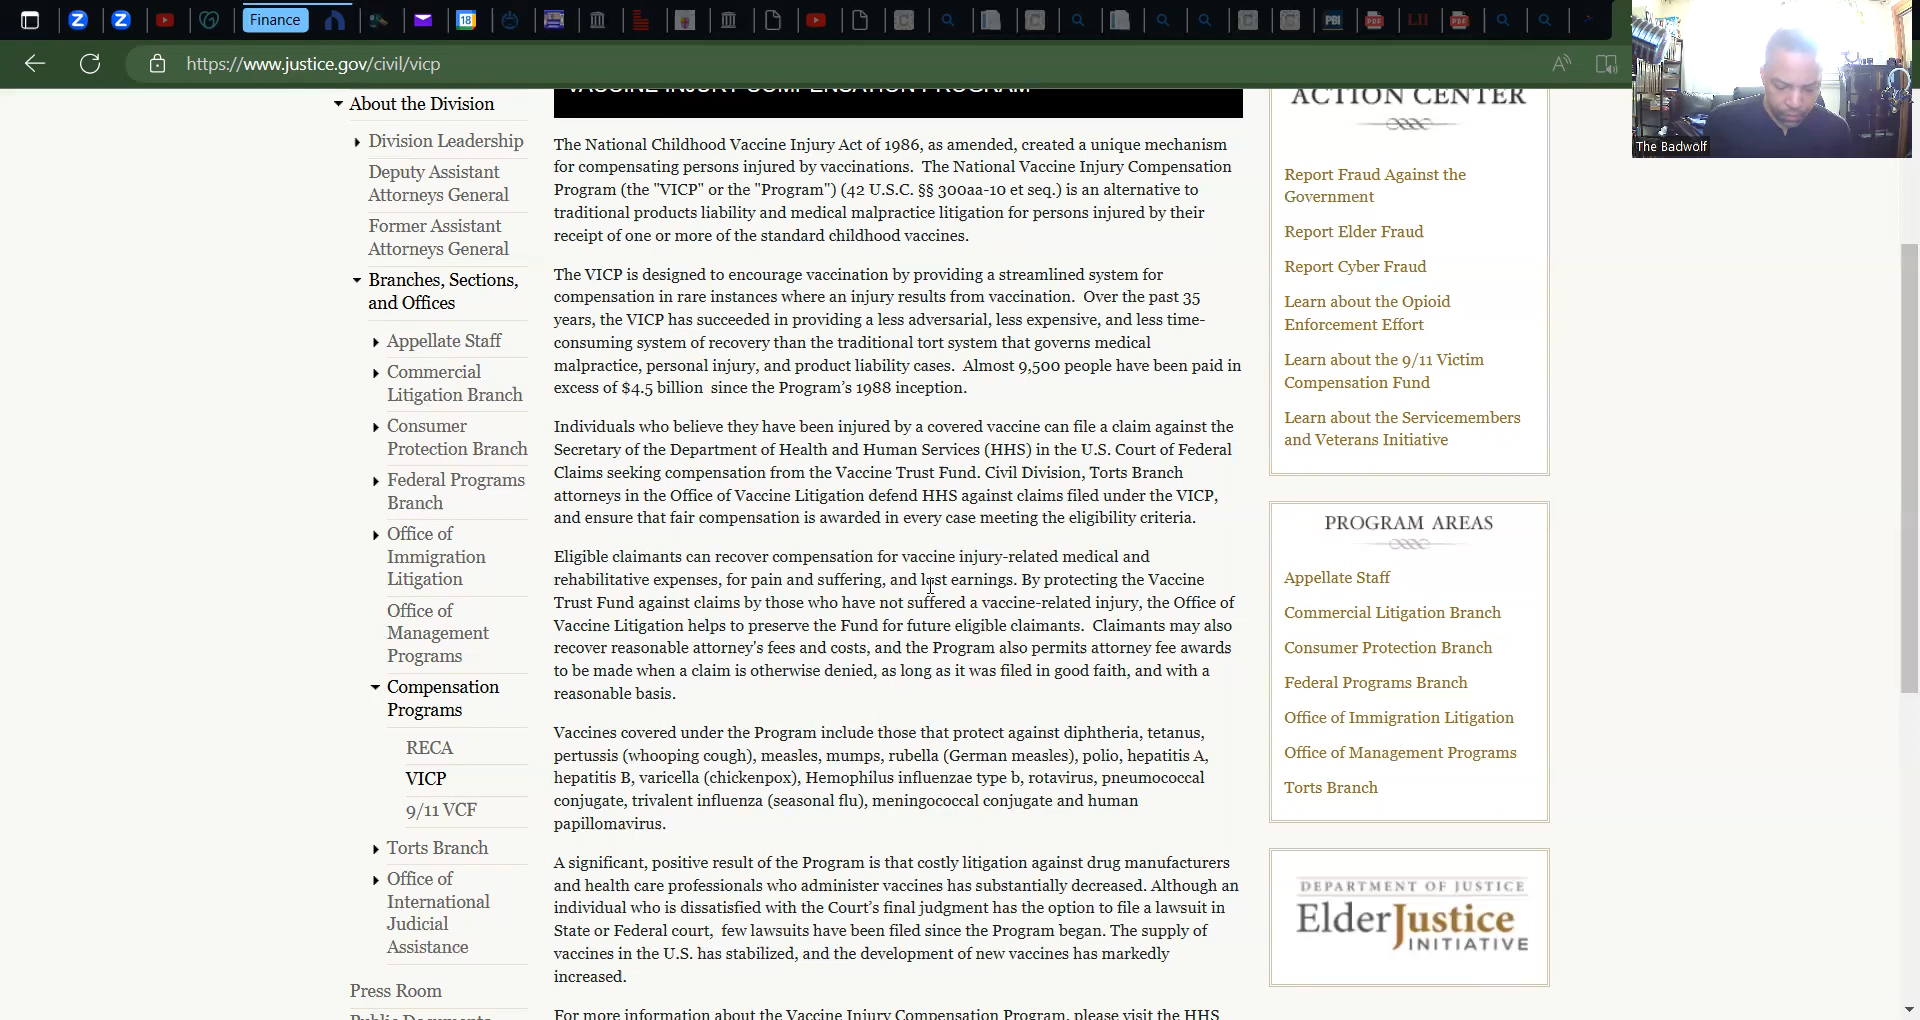 Finance
18
PBI
PDF
LII
PDF
https://www.justice.gov/civil/vicp
The Badwolf
About the Division
Division Leadership
Deputy Assistant
Attorneys General
Former Assistant
Attorneys General
Branches, Sections,
and Offices
Appellate Staff
Commercial
Litigation Branch
Consumer
Protection Branch
Federal Programs
Branch
Office of
Immigration
Litigation
Office of
Management
Programs
Compensation
Programs
RECA
VICP
9/11 VCF
Torts Branch
Office of
International
Judicial
Assistance
Press Room
Public Documents
VACCINE INJURY COMPENSATION PROGRAM
The National Childhood Vaccine Injury Act of 1986, as amended, created a unique mechanism
for compensating persons injured by vaccinations.  The National Vaccine Injury Compensation
Program (the "VICP" or the "Program") (42 U.S.C. §§ 300aa-10 et seq.) is an alternative to
traditional products liability and medical malpractice litigation for persons injured by their
receipt of one or more of the standard childhood vaccines.
The VICP is designed to encourage vaccination by providing a streamlined system for
compensation in rare instances where an injury results from vaccination.  Over the past 35
years, the VICP has succeeded in providing a less adversarial, less expensive, and less time-
consuming system of recovery than the traditional tort system that governs medical
malpractice, personal injury, and product liability cases.  Almost 9,500 people have been paid in
excess of $4.5 billion  since the Program’s 1988 inception.
Individuals who believe they have been injured by a covered vaccine can file a claim against the
Secretary of the Department of Health and Human Services (HHS) in the U.S. Court of Federal
Claims seeking compensation from the Vaccine Trust Fund. Civil Division, Torts Branch
attorneys in the Office of Vaccine Litigation defend HHS against claims filed under the VICP,
and ensure that fair compensation is awarded in every case meeting the eligibility criteria.
Eligible claimants can recover compensation for vaccine injury-related medical and
rehabilitative expenses, for pain and suffering, and lost earnings. By protecting the Vaccine
Trust Fund against claims by those who have not suffered a vaccine-related injury, the Office of
Vaccine Litigation helps to preserve the Fund for future eligible claimants.  Claimants may also
recover reasonable attorney's fees and costs, and the Program also permits attorney fee awards
to be made when a claim is otherwise denied, as long as it was filed in good faith, and with a
reasonable basis.
Vaccines covered under the Program include those that protect against diphtheria, tetanus,
pertussis (whooping cough), measles, mumps, rubella (German measles), polio, hepatitis A,
hepatitis B, varicella (chickenpox), Hemophilus influenzae type b, rotavirus, pneumococcal
conjugate, trivalent influenza (seasonal flu), meningococcal conjugate and human
papillomavirus.
A significant, positive result of the Program is that costly litigation against drug manufacturers
and health care professionals who administer vaccines has substantially decreased. Although an
individual who is dissatisfied with the Court’s final judgment has the option to file a lawsuit in
State or Federal court,  few lawsuits have been filed since the Program began. The supply of
vaccines in the U.S. has stabilized, and the development of new vaccines has markedly
increased.
For more information about the Vaccine Injury Compensation Program, please visit the HHS
ACTION CENTER
Report Fraud Against the
Government
Report Elder Fraud
Report Cyber Fraud
Learn about the Opioid
Enforcement Effort
Learn about the 9/11 Victim
Compensation Fund
Learn about the Servicemembers
and Veterans Initiative
PROGRAM AREAS
Appellate Staff
Commercial Litigation Branch
Consumer Protection Branch
Federal Programs Branch
Office of Immigration Litigation
Office of Management Programs
Torts Branch
DEPARTMENT OF JUSTICE
ElderJustice
INITIATIVE